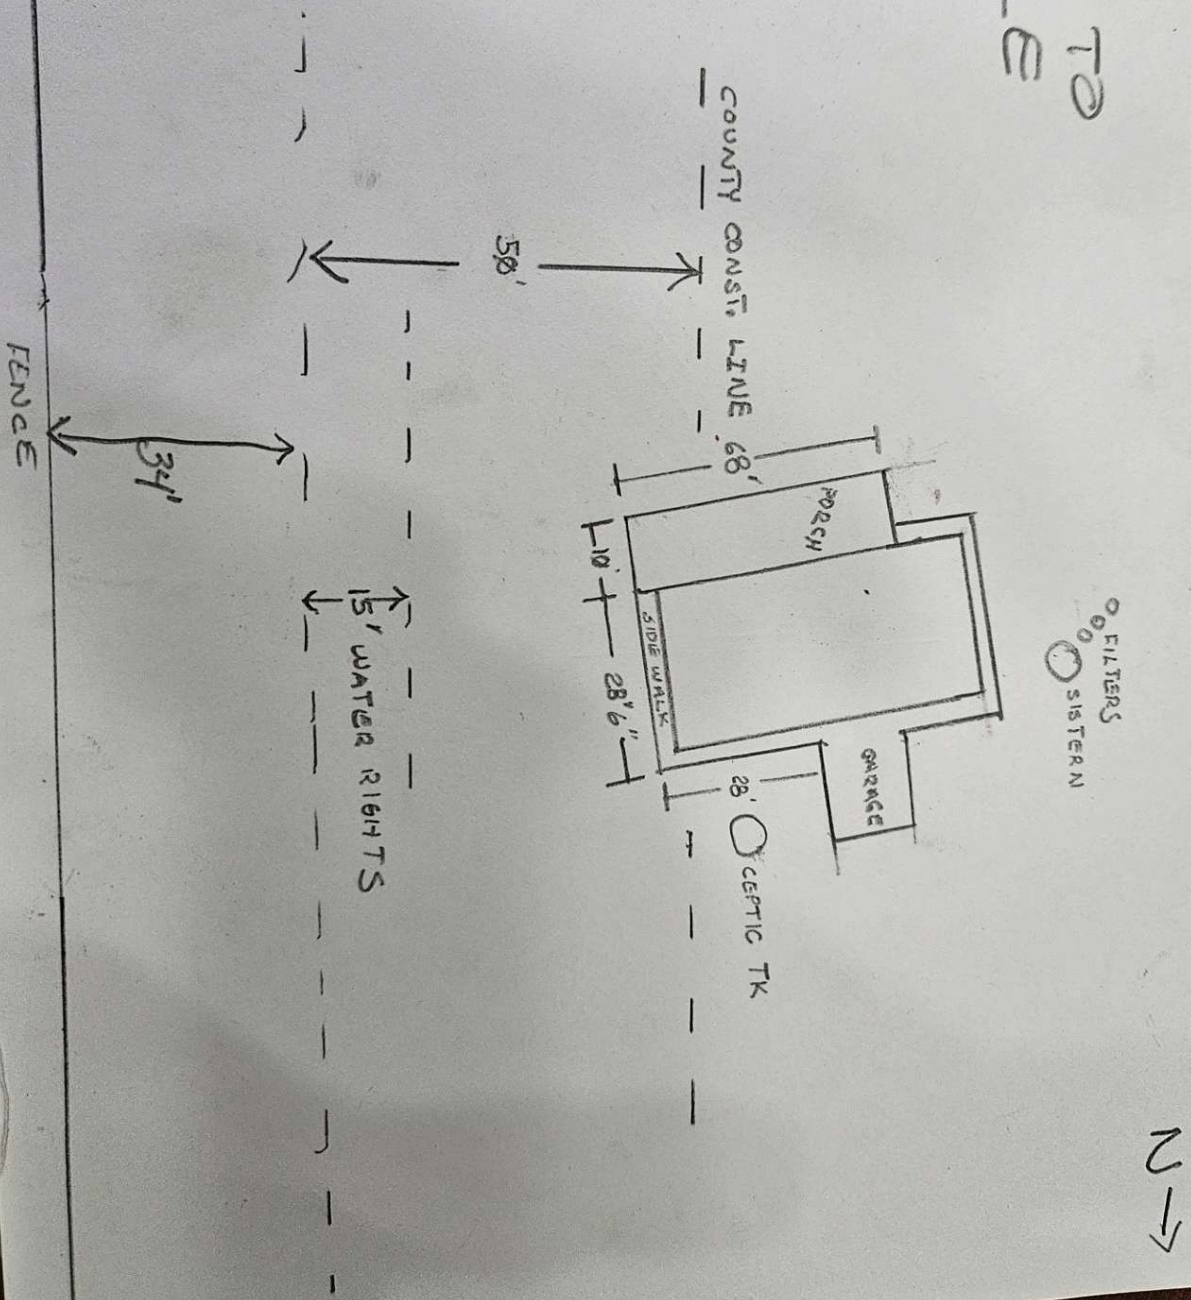 TO
E
COUNTY CONST. LINE
50'
68'
PORCH
FILTERS
SISTERN
FENCE
34'
10'
SIDE WALK
28' 6"
15' WATER RIGHTS
GARAGE
28'
CEPTIC TK
N